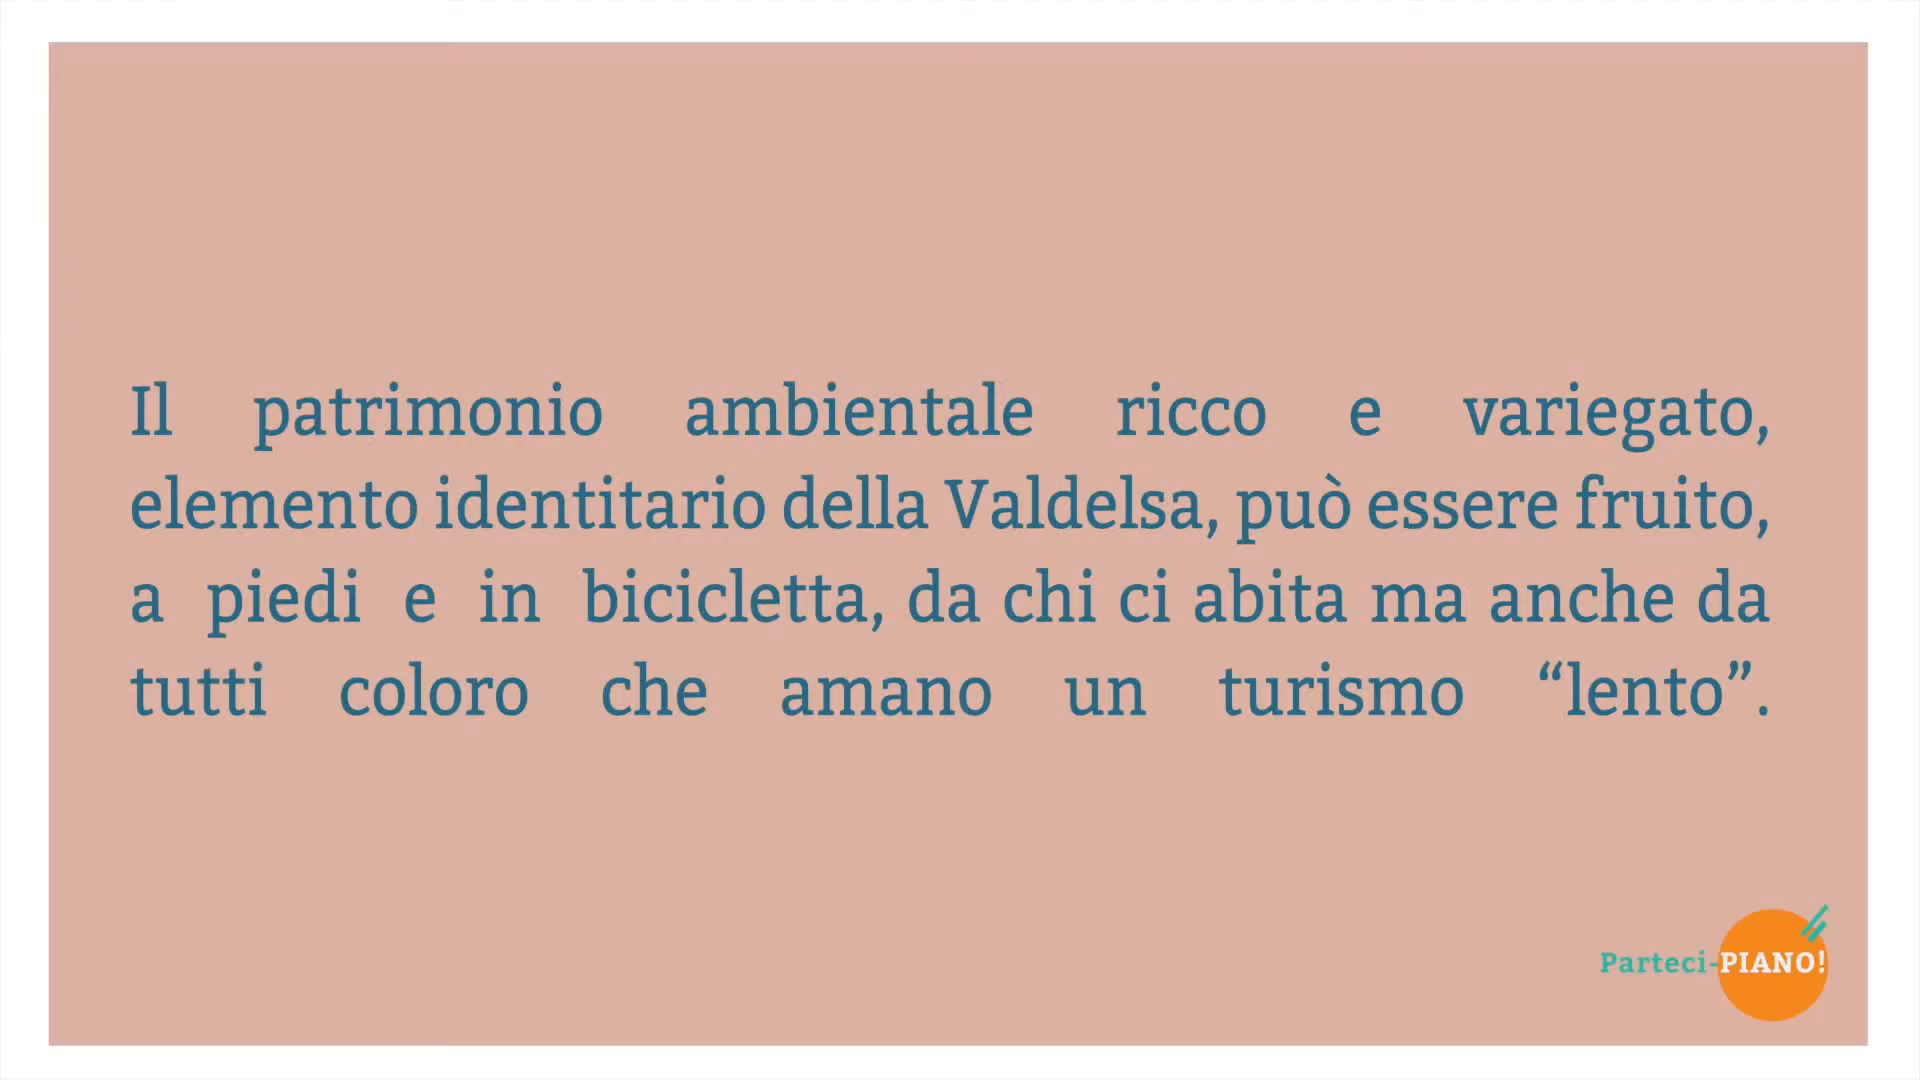 Il patrimonio ambientale ricco e variegato,
elemento identitario della Valdelsa, può essere fruito,
a piedi e in bicicletta, da chi ci abita ma anche da
tutti coloro che amano un turismo “lento”.
Parteci-PIANO!